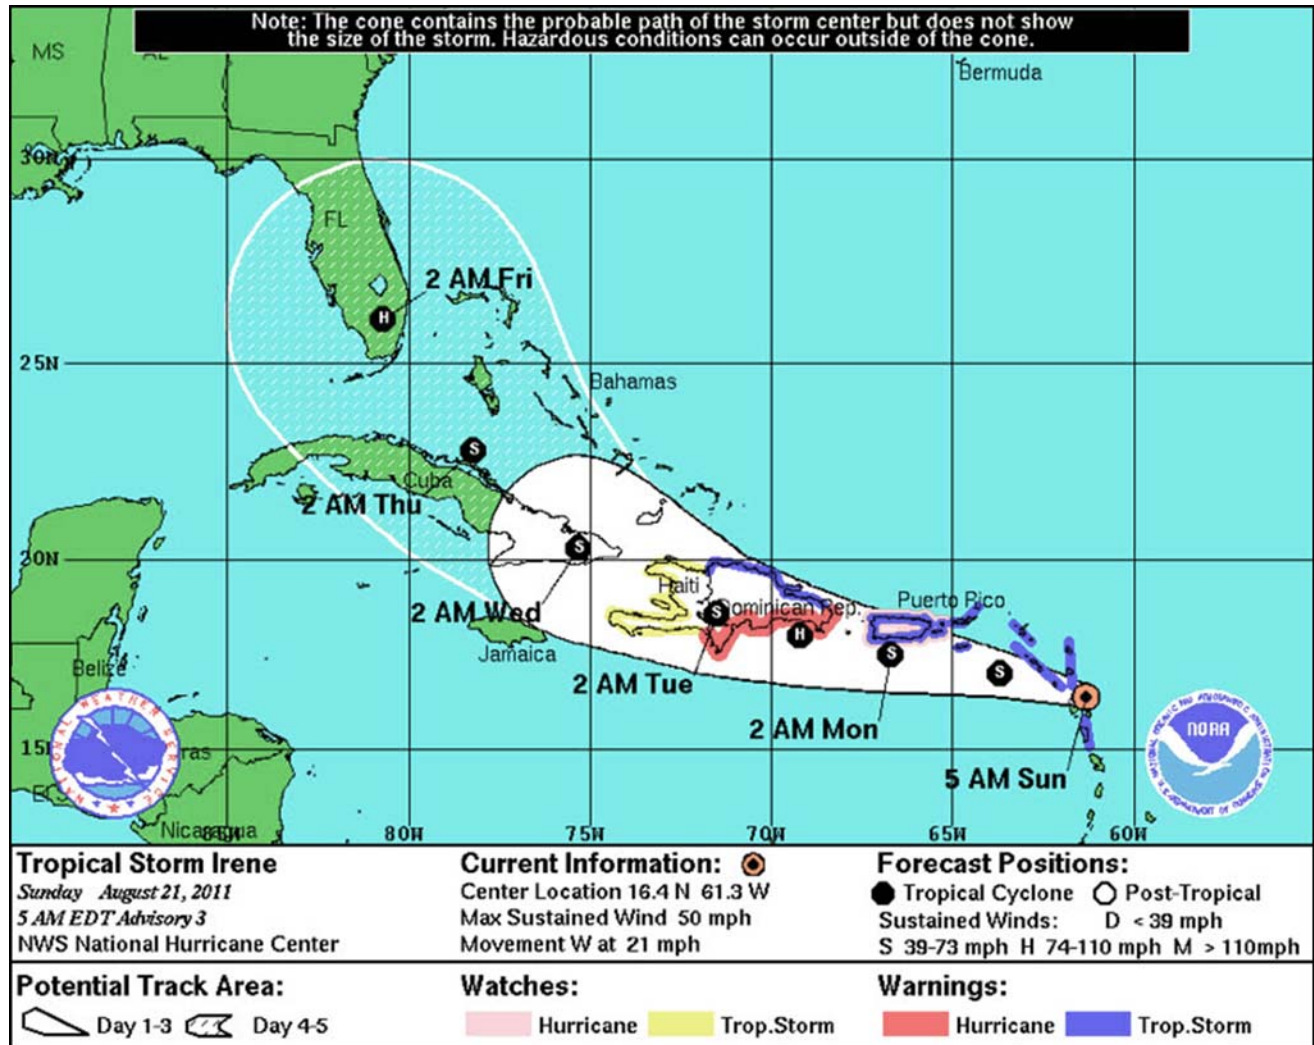 Note: The cone contains the probable path of the storm center but does not show
the size of the storm. Hazardous conditions can occur outside of the cone.
MS
AL
Bermuda
30N
FL
2 AM Fri
25N
Bahamas
Cuba
2 AM Thu
20N
Haiti
Dominican Rep.
Puerto Rico
2 AM Wed
Jamaica
Belize
2 AM Tue
2 AM Mon
NATIONAL WEATHER SERVICE
NOAA
15N
ras
5 AM Sun
Nicaragua
85W
80W
75W
70W
65W
60W
Tropical Storm Irene
Sunday August 21, 2011
5 AM EDT Advisory 3
NWS National Hurricane Center
Current Information:
Center Location 16.4 N 61.3 W
Max Sustained Wind 50 mph
Movement W at 21 mph
Forecast Positions:
Tropical Cyclone Post-Tropical
Sustained Winds: D < 39 mph
S 39-73 mph H 74-110 mph M > 110mph
Potential Track Area:
Day 1-3 Day 4-5
Watches:
Hurricane Trop.Storm
Warnings:
Hurricane Trop.Storm